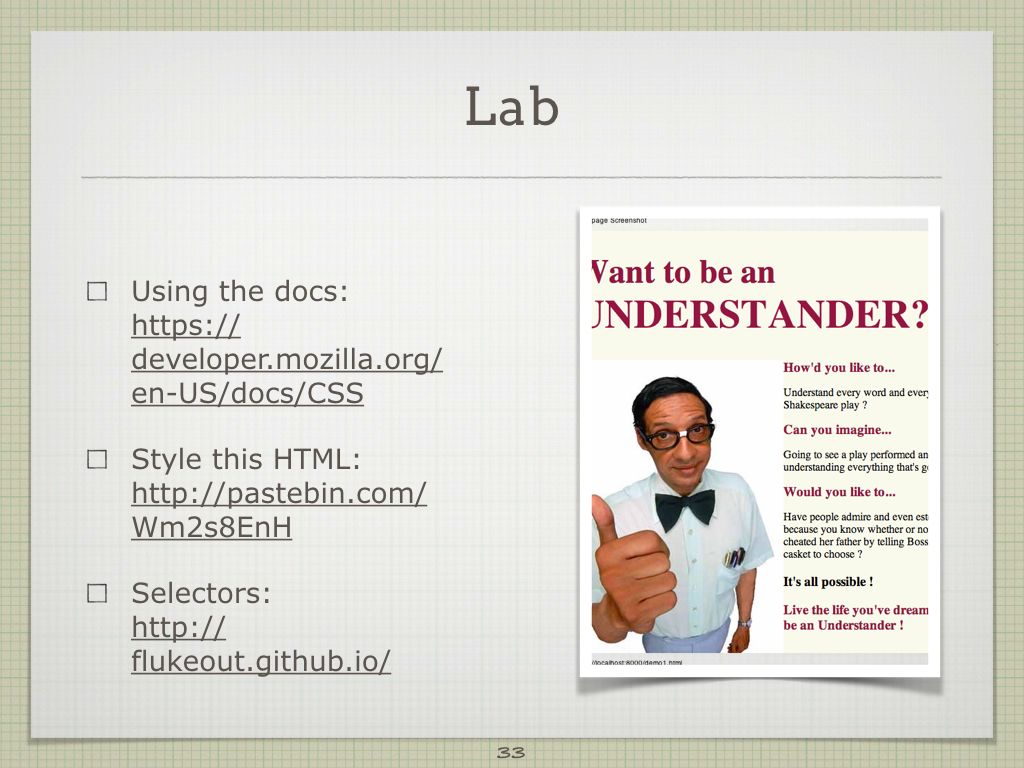 Lab
Using the docs:
https://
developer.mozilla.org/
en-US/docs/CSS
Style this HTML:
http://pastebin.com/
Wm2s8EnH
Selectors:
http://
flukeout.github.io/
page Screenshot
Want to be an
UNDERSTANDER?
How'd you like to...
Understand every word and every
Shakespeare play ?
Can you imagine...
Going to see a play performed an
understanding everything that's g
Would you like to...
Have people admire and even est
because you know whether or no
cheated her father by telling Boss
casket to choose ?
It's all possible !
Live the life you've dream
be an Understander !
/localhost:8000/demo1.html
33